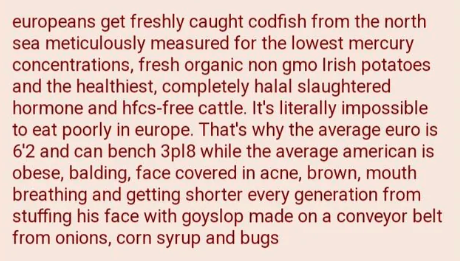 europeans get freshly caught codfish from the north
sea meticulously measured for the lowest mercury
concentrations, fresh organic non gmo Irish potatoes
and the healthiest, completely halal slaughtered
hormone and hfcs-free cattle. It's literally impossible
to eat poorly in europe. That's why the average euro is
6'2 and can bench 3pl8 while the average american is
obese, balding, face covered in acne, brown, mouth
breathing and getting shorter every generation from
stuffing his face with goyslop made on a conveyor belt
from onions, corn syrup and bugs